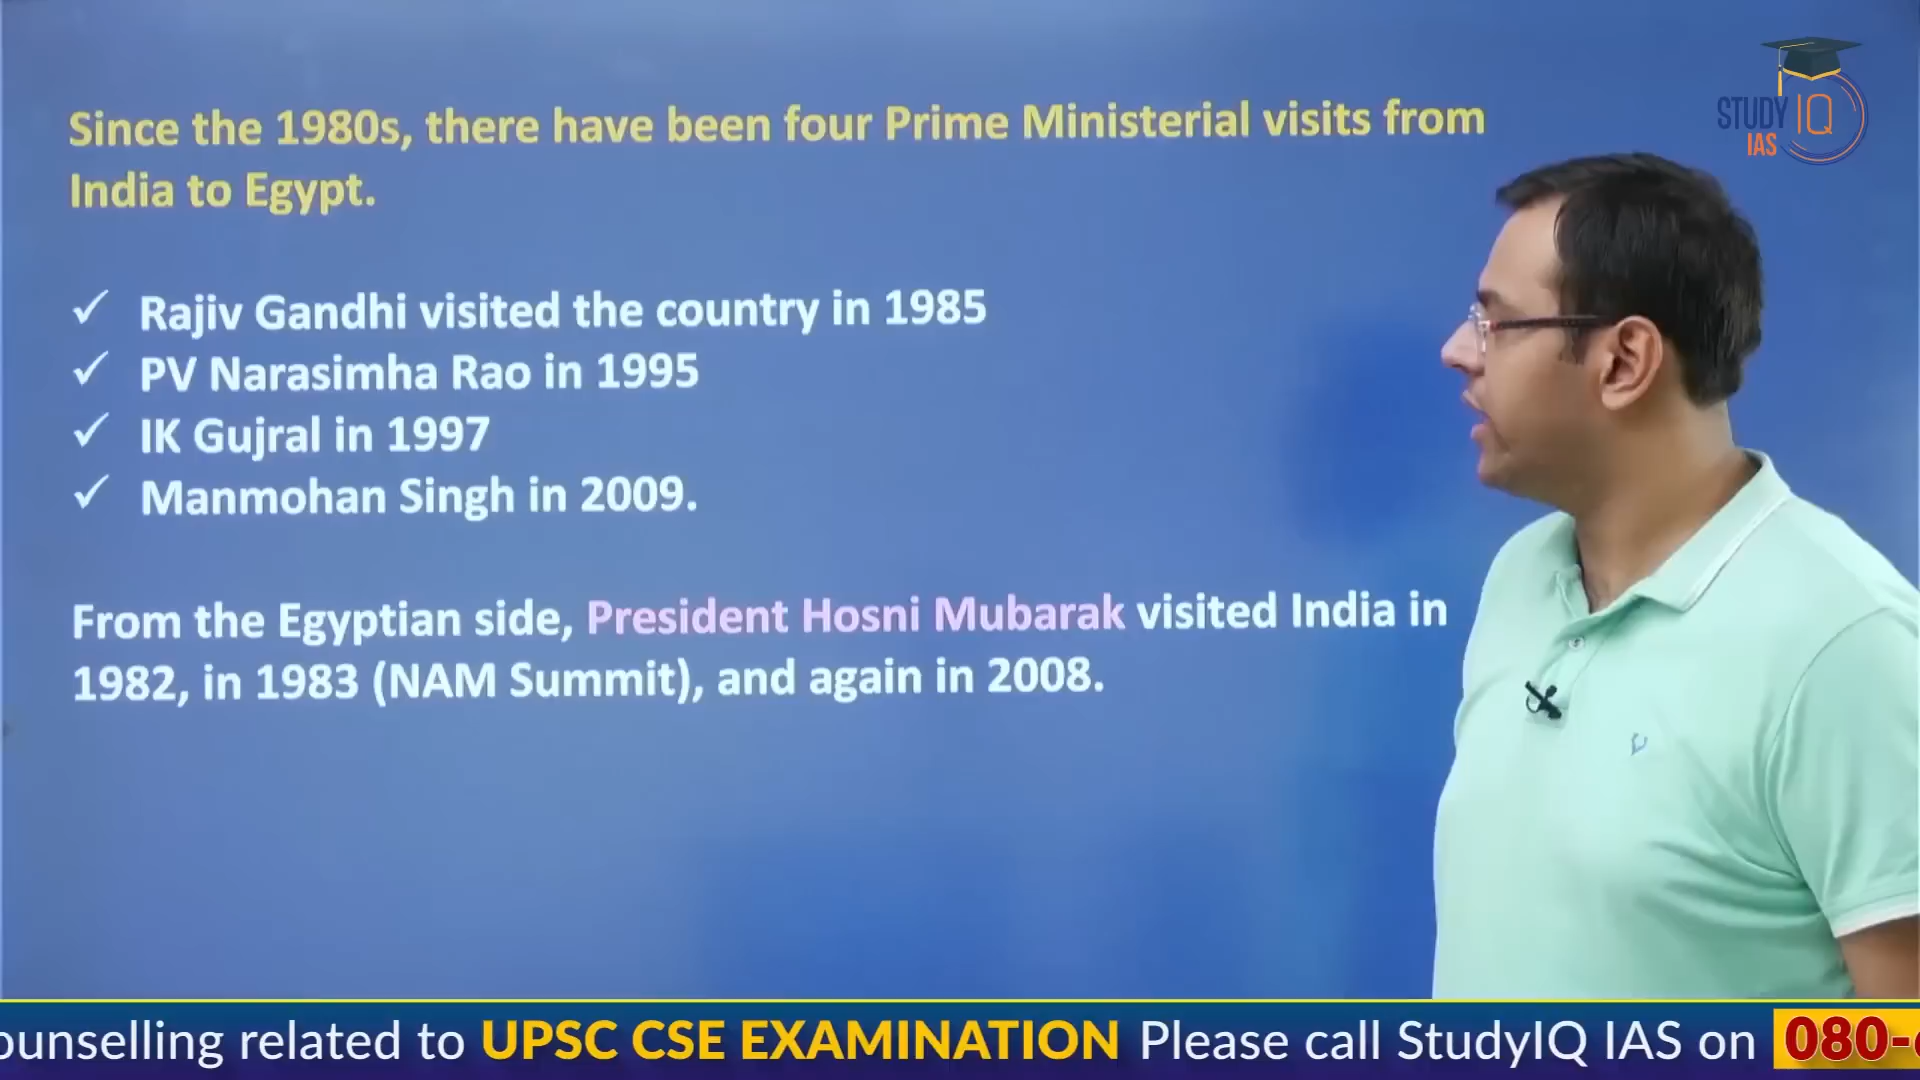 STUDY IQ
IAS
Since the 1980s, there have been four Prime Ministerial visits from
India to Egypt.
✓ Rajiv Gandhi visited the country in 1985
✓ PV Narasimha Rao in 1995
✓ IK Gujral in 1997
✓ Manmohan Singh in 2009.
From the Egyptian side, President Hosni Mubarak visited India in
1982, in 1983 (NAM Summit), and again in 2008.
ounselling related to UPSC CSE EXAMINATION Please call StudyIQ IAS on 080-